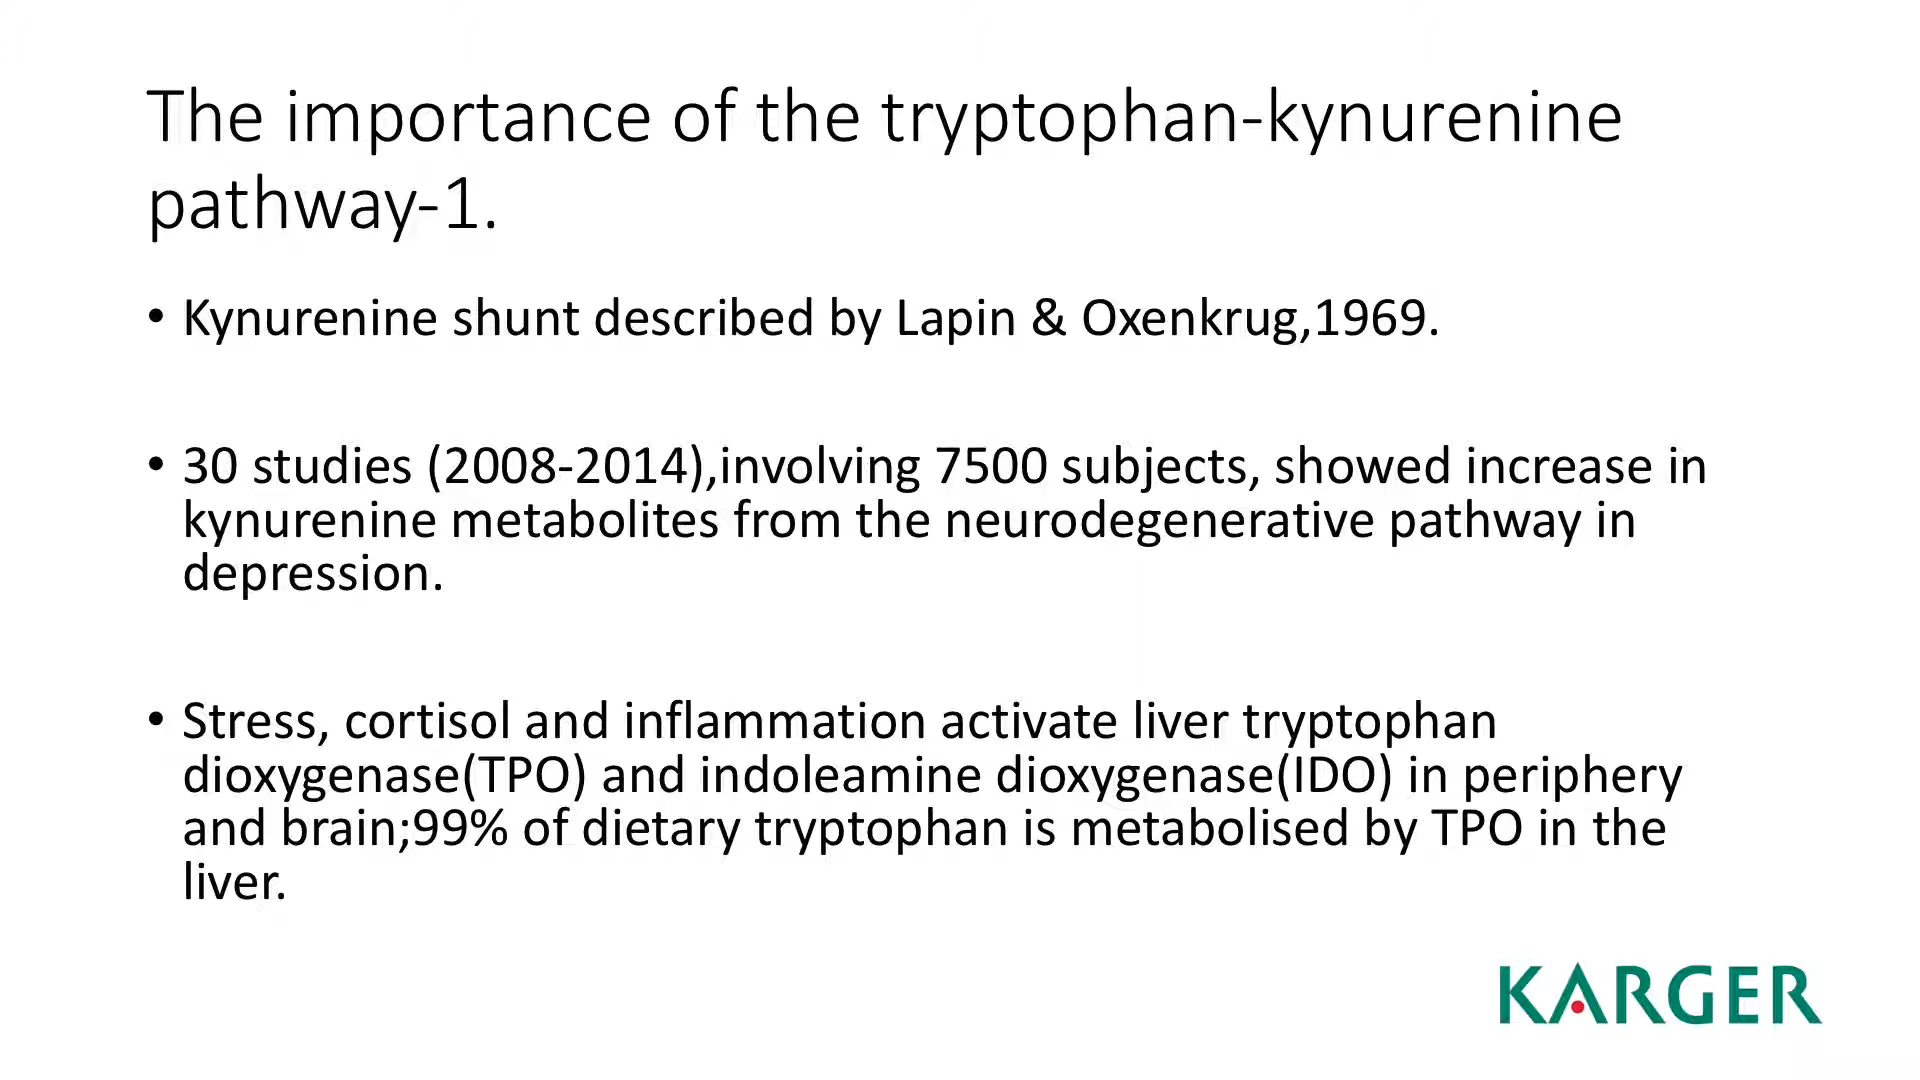 The importance of the tryptophan-kynurenine
pathway-1.
• Kynurenine shunt described by Lapin & Oxenkrug,1969.
• 30 studies (2008-2014),involving 7500 subjects, showed increase in
kynurenine metabolites from the neurodegenerative pathway in
depression.
• Stress, cortisol and inflammation activate liver tryptophan
dioxygenase(TPO) and indoleamine dioxygenase(IDO) in periphery
and brain;99% of dietary tryptophan is metabolised by TPO in the
liver.
KARGER